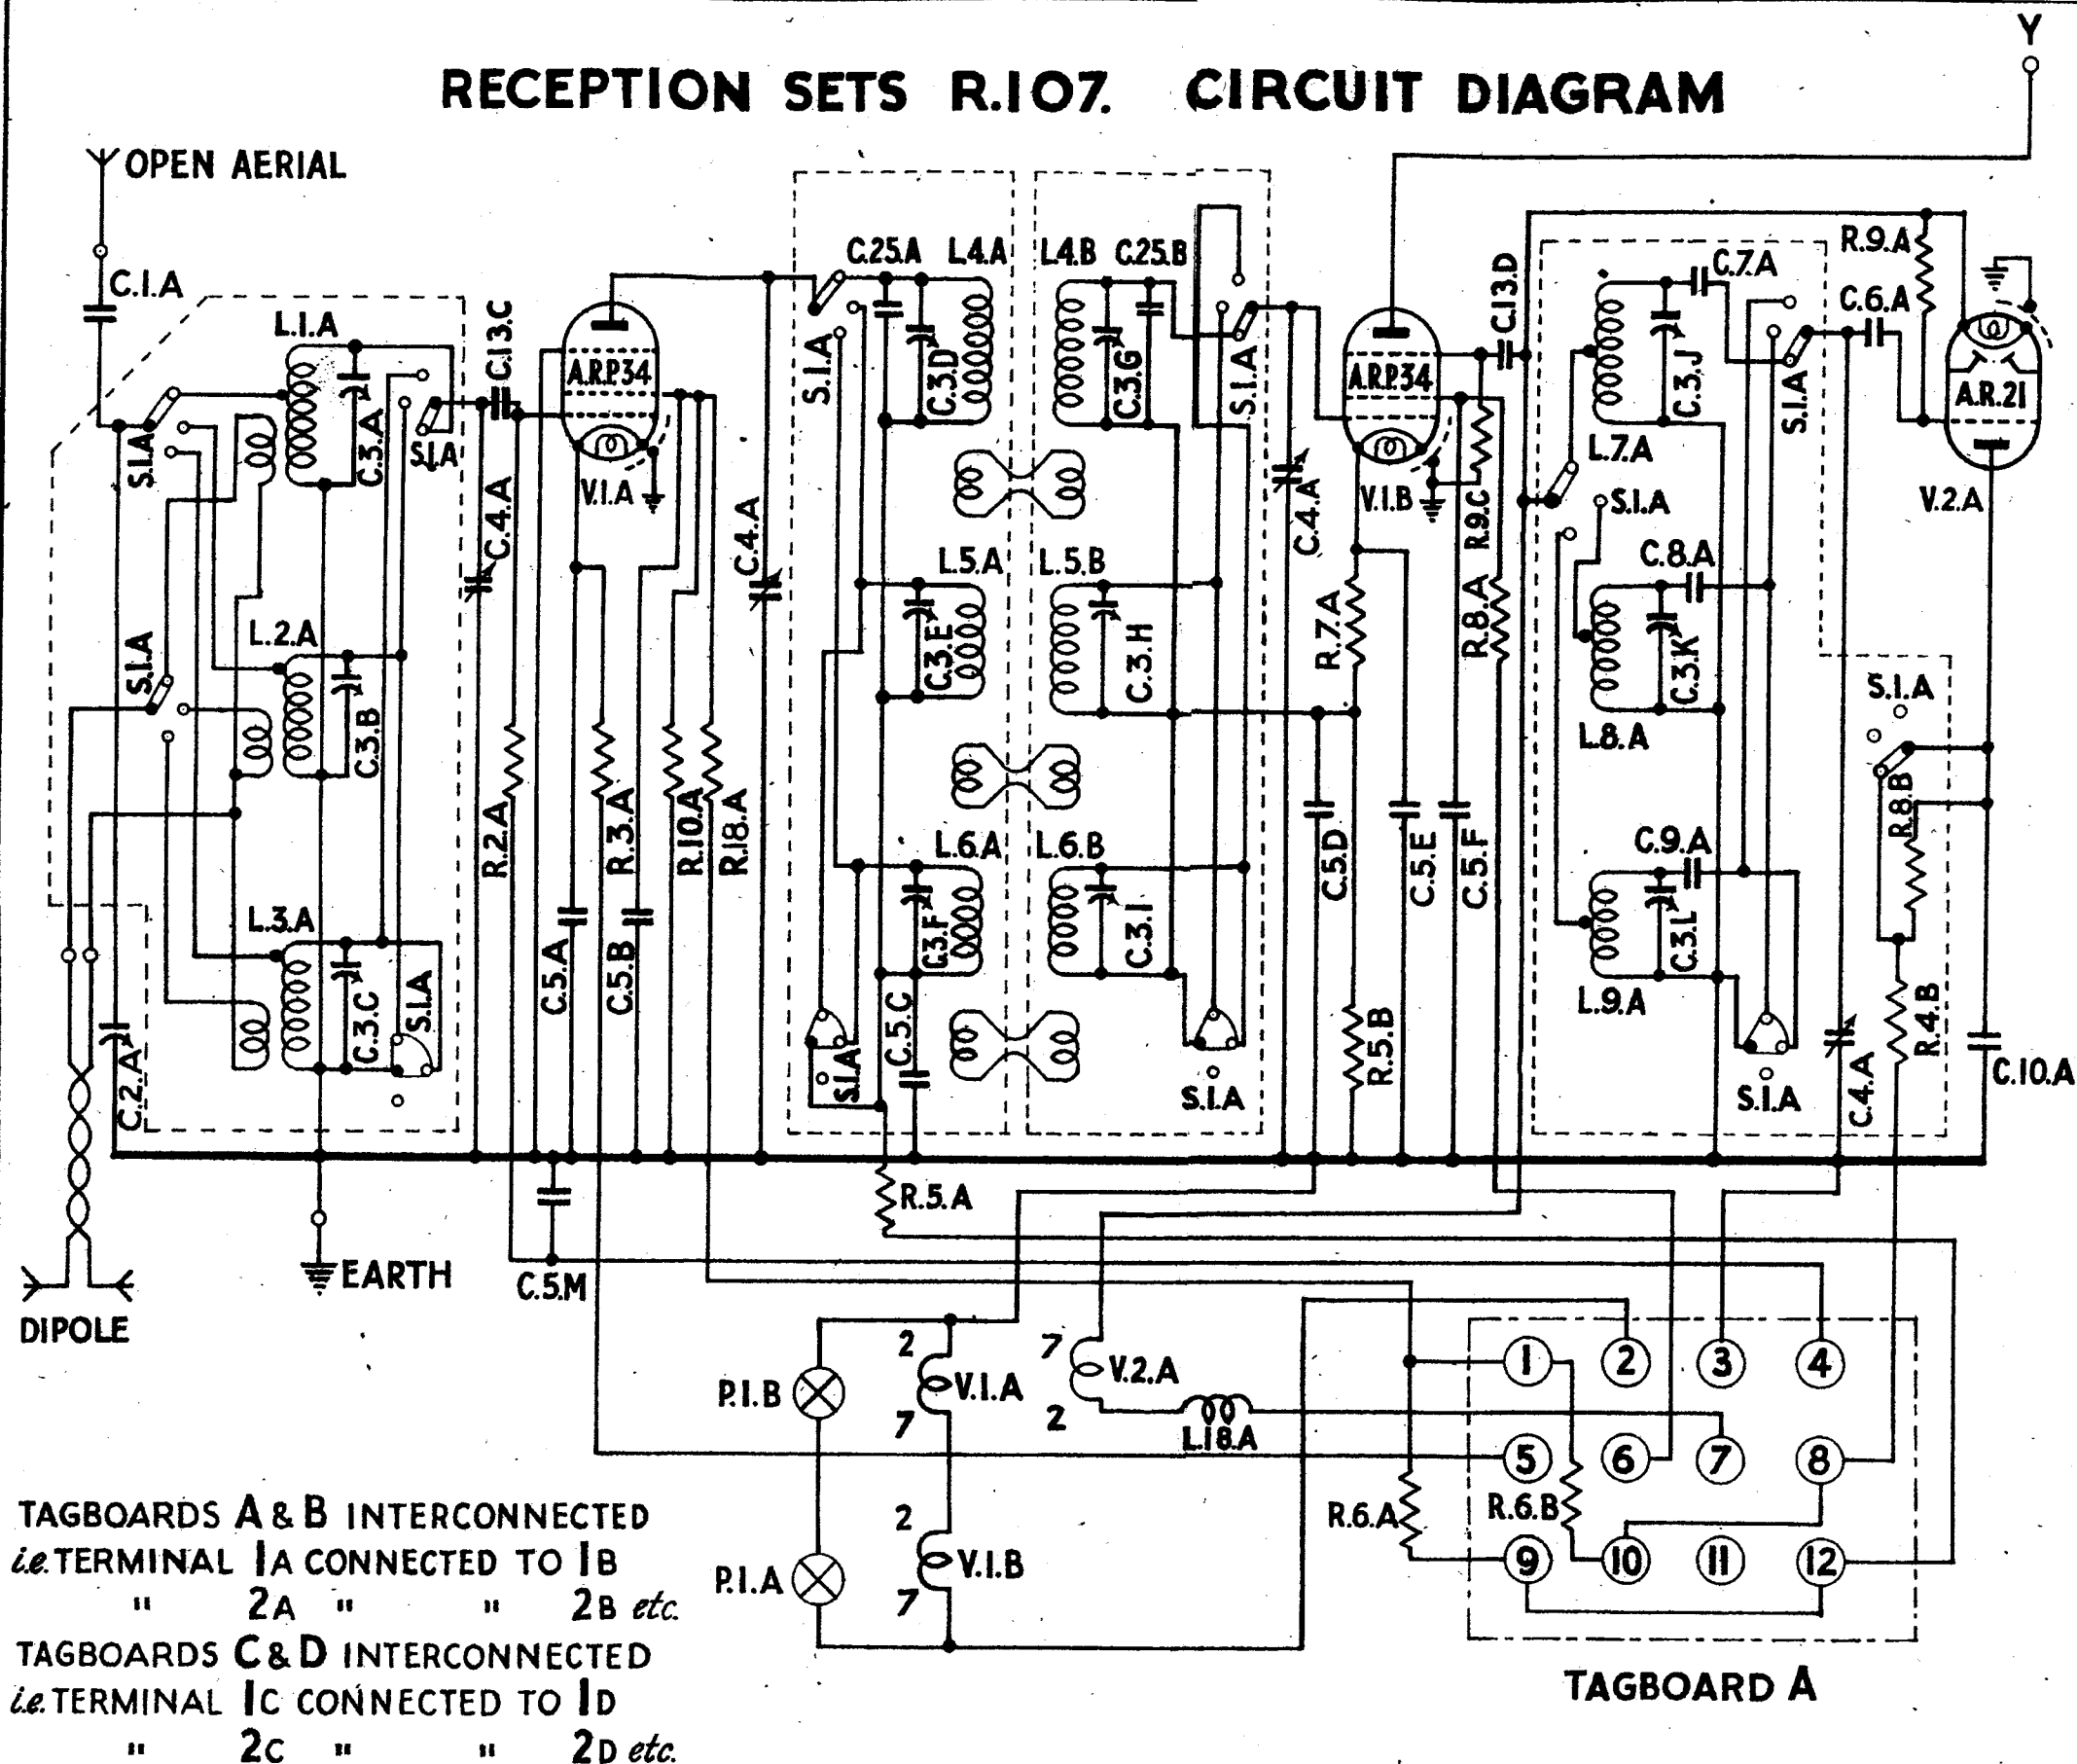 Y
RECEPTION SETS R.107. CIRCUIT DIAGRAM
OPEN AERIAL
C.1.A
L.1.A
C.3.A
S.1.A
S.1.A
C.13.C
C.4.A
A.R.P.34
V.1.A
S.1.A
L.2.A
C.3.B
L.3.A
C.3.C
S.1.A
C.2.A
DIPOLE
EARTH
R.2.A
C.5.A
R.3.A
C.5.B
R.10.A
R.18.A
C.4.A
C.5.M
S.1.A
C.25.A
L.4.A
C.3.D
L.4.B
C.25.B
C.3.G
S.1.A
L.5.A
C.3.E
L.5.B
C.3.H
L.6.A
C.3.F
L.6.B
C.3.I
S.1.A
C.5.C
S.1.A
R.5.A
C.4.A
A.R.P.34
V.1.B
C.13.D
R.9.C
R.7.A
R.8.A
C.5.D
C.5.E
C.5.F
R.5.B
C.7.A
C.3.J
L.7.A
S.1.A
S.1.A
C.8.A
C.3.K
L.8.A
C.9.A
C.3.L
L.9.A
S.1.A
C.4.A
R.9.A
C.6.A
A.R.21
V.2.A
S.1.A
R.8.B
R.4.B
C.10.A
P.1.B
2
V.1.A
7
P.1.A
2
V.1.B
7
7
V.2.A
2
L.18.A
R.6.A
R.6.B
1 2 3 4
5 6 7 8
9 10 11 12
TAGBOARD A
TAGBOARDS A & B INTERCONNECTED
i.e. TERMINAL 1A CONNECTED TO 1B
" 2A " " 2B etc.
TAGBOARDS C & D INTERCONNECTED
i.e. TERMINAL 1C CONNECTED TO 1D
" 2C " " 2D etc.